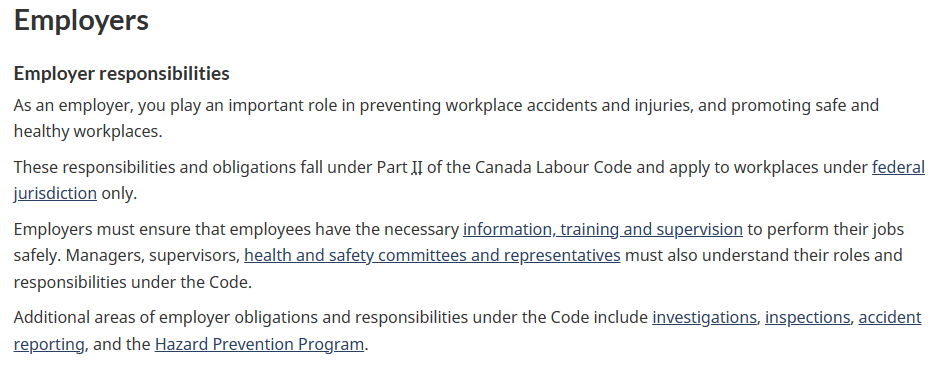 Employers
Employer responsibilities
As an employer, you play an important role in preventing workplace accidents and injuries, and promoting safe and
healthy workplaces.
These responsibilities and obligations fall under Part II of the Canada Labour Code and apply to workplaces under federal
jurisdiction only.
Employers must ensure that employees have the necessary information, training and supervision to perform their jobs
safely. Managers, supervisors, health and safety committees and representatives must also understand their roles and
responsibilities under the Code.
Additional areas of employer obligations and responsibilities under the Code include investigations, inspections, accident
reporting, and the Hazard Prevention Program.